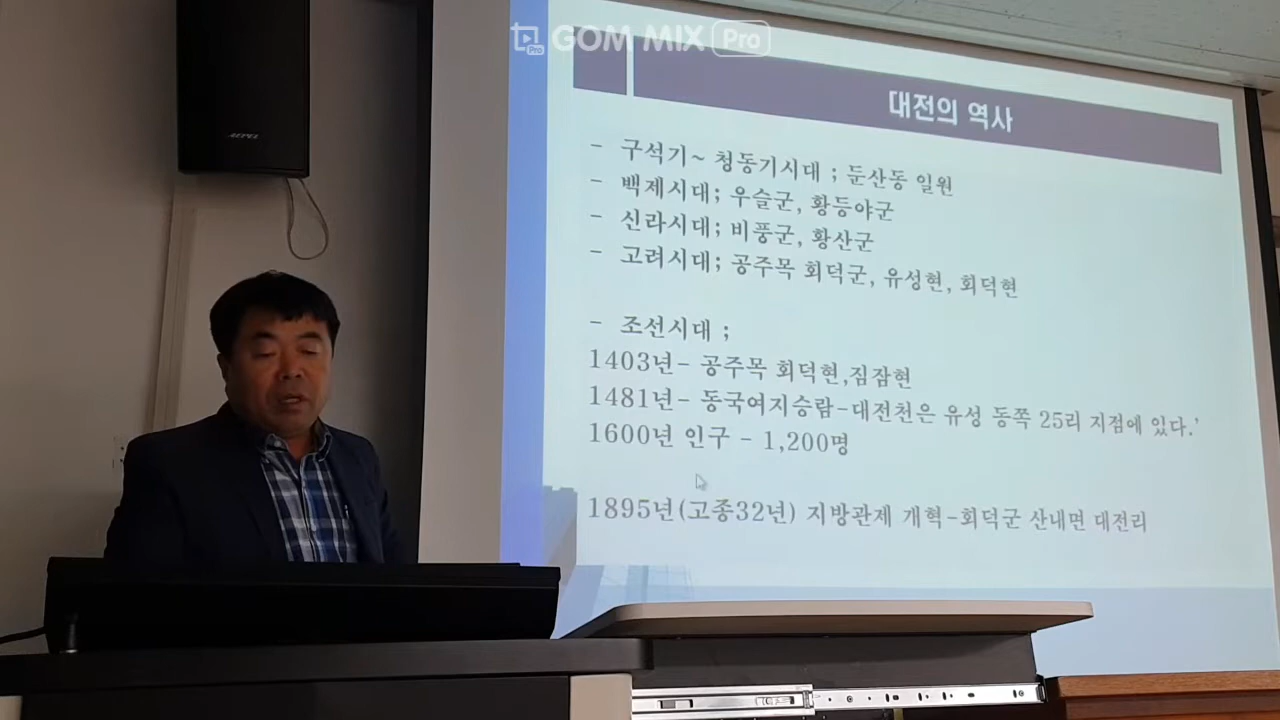 GOM MIX Pro
대전의 역사
- 구석기~ 청동기시대 ; 둔산동 일원
- 백제시대; 우슬군, 황등야군
- 신라시대; 비풍군, 황산군
- 고려시대; 공주목 회덕군, 유성현, 회덕현
- 조선시대 ;
1403년- 공주목 회덕현,짐잠현
1481년- 동국여지승람-대전천은 유성 동쪽 25리 지점에 있다.'
1600년 인구 - 1,200명
1895년(고종32년) 지방관제 개혁-회덕군 산내면 대전리